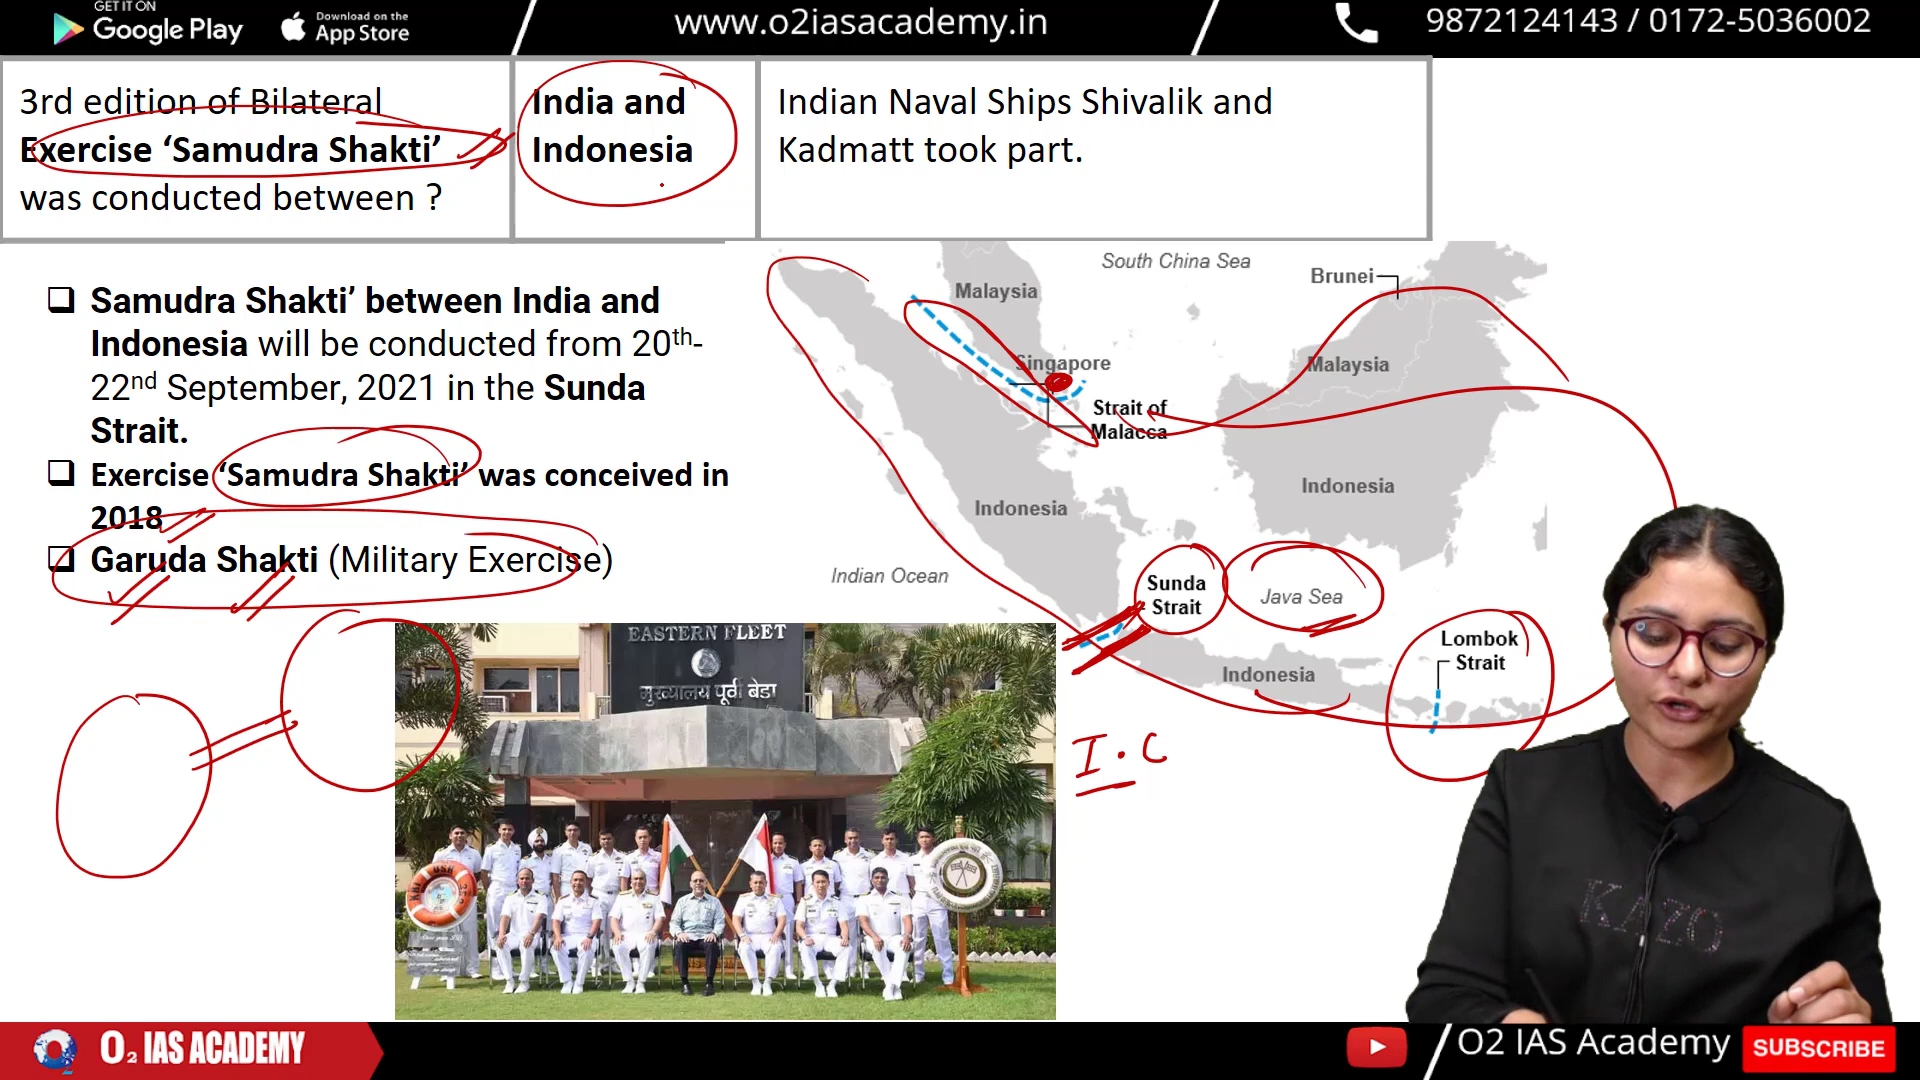 GET IT ON
Google Play
Download on the
App Store
www.o2iasacademy.in
9872124143 / 0172-5036002
3rd edition of Bilateral
Exercise ‘Samudra Shakti’
was conducted between ?
India and
Indonesia
Indian Naval Ships Shivalik and
Kadmatt took part.
❑ Samudra Shakti’ between India and
Indonesia will be conducted from 20th-
22nd September, 2021 in the Sunda
Strait.
❑ Exercise ‘Samudra Shakti’ was conceived in
2018
❑ Garuda Shakti (Military Exercise)
South China Sea
Brunei
Malaysia
Singapore
Malaysia
Strait of
Malacca
Indonesia
Indonesia
Indian Ocean
Sunda
Strait
Java Sea
Lombok
Strait
Indonesia
I.C
EASTERN FLEET
मुख्यालय पूर्वी बेडा
KAZO
O2 IAS ACADEMY
O2 IAS Academy
SUBSCRIBE